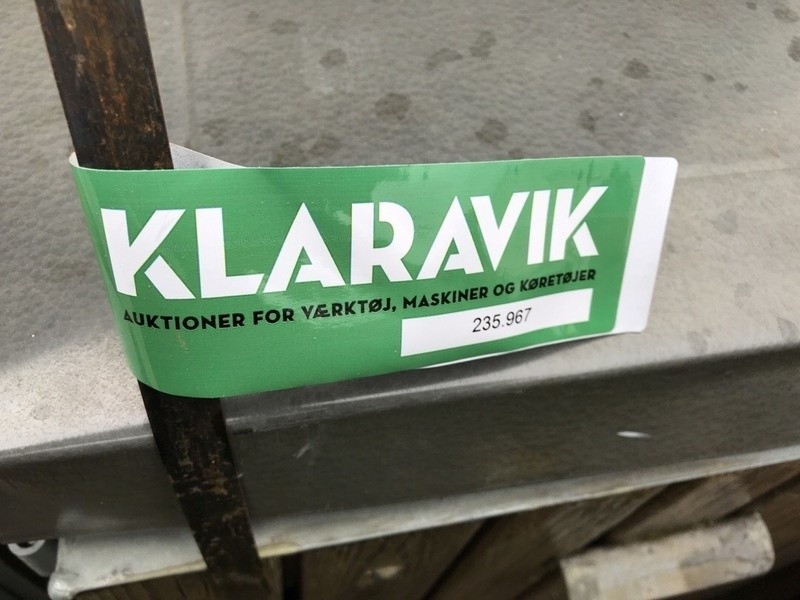 KLARAVIK
AUKTIONER FOR VÆRKTØJ, MASKINER OG KØRETØJER
235.967